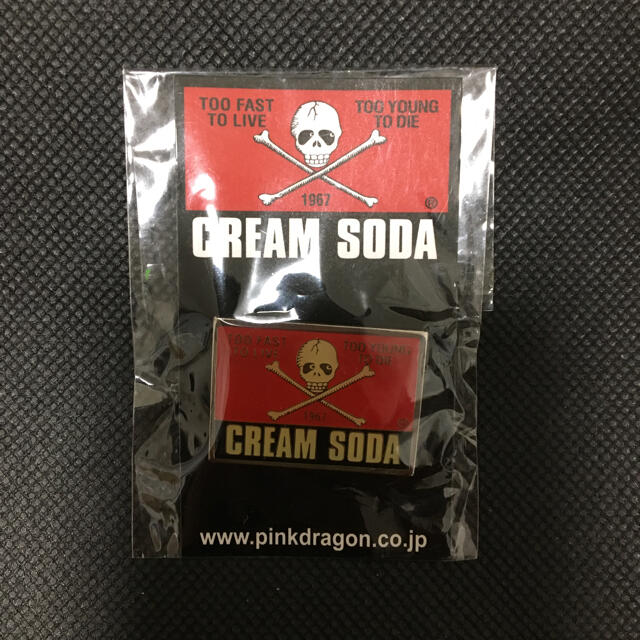 TOO FAST
TO LIVE
TOO YOUNG
TO DIE
1967
®
CREAM SODA
TOO FAST
TO LIVE
TOO YOUNG
TO DIE
1967
CREAM SODA
www.pinkdragon.co.jp